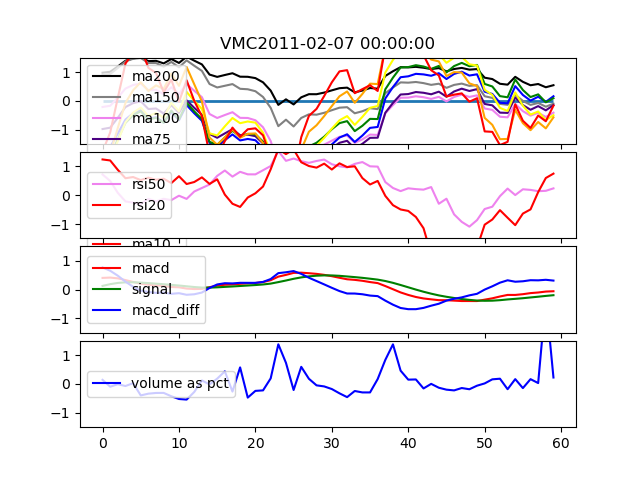 VMC2011-02-07 00:00:00
1
0
−1
ma200
ma150
ma100
ma75
1
0
−1
rsi50
rsi20
ma10
1
0
−1
macd
signal
macd_diff
1
0
−1
volume as pct
0 10 20 30 40 50 60